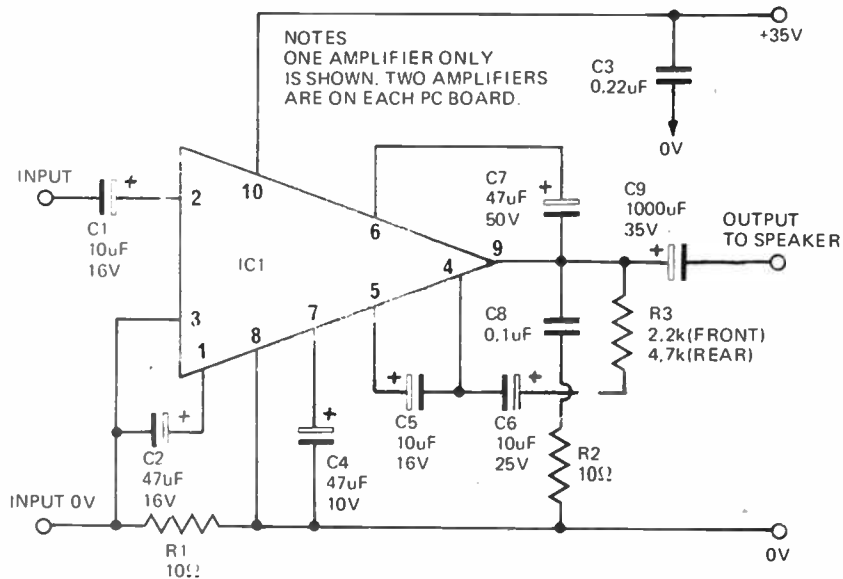 NOTES
ONE AMPLIFIER ONLY
IS SHOWN. TWO AMPLIFIERS
ARE ON EACH PC BOARD.
+35V
C3
0.22uF
0V
INPUT
C1
10uF
16V
2
10
6
IC1
3
1
8
7
5
4
9
C7
47uF
50V
C9
1000uF
35V
OUTPUT
TO SPEAKER
C8
0.1uF
R3
2.2k(FRONT)
4.7k(REAR)
C2
47uF
16V
C4
47uF
10V
C5
10uF
16V
C6
10uF
25V
R2
10Ω
INPUT 0V
R1
10Ω
0V